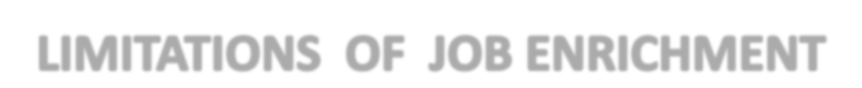 LIMITATIONS OF JOB ENRICHMENT